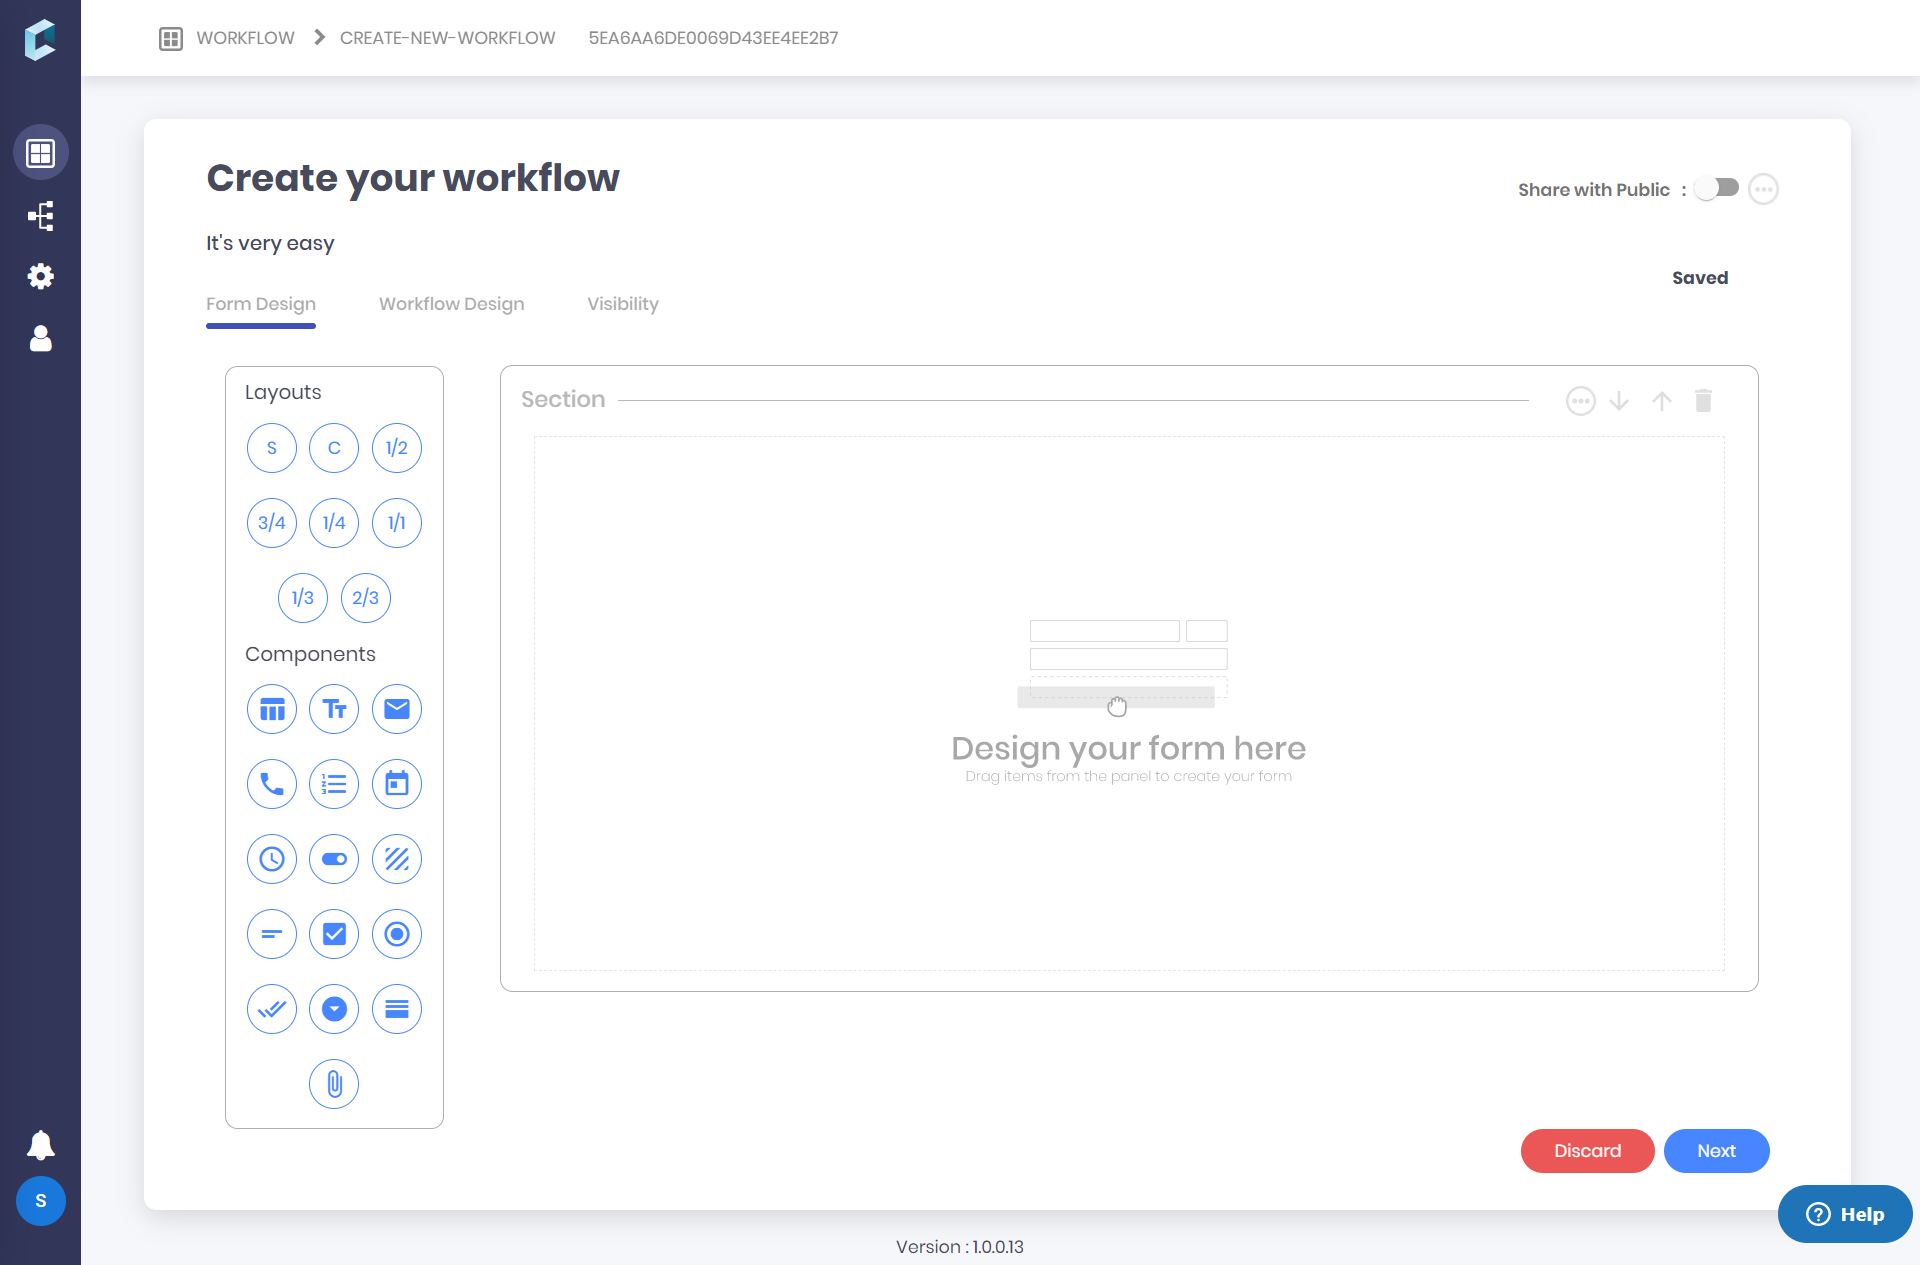 WORKFLOW CREATE-NEW-WORKFLOW 5EA6AA6DE0069D43EE4EE2B7
Create your workflow
Share with Public :
It's very easy
Saved
Form Design Workflow Design Visibility
Layouts
S C 1/2
3/4 1/4 1/1
1/3 2/3
Components
Section
Design your form here
Drag items from the panel to create your form
Discard Next
S
Help
Version : 1.0.0.13